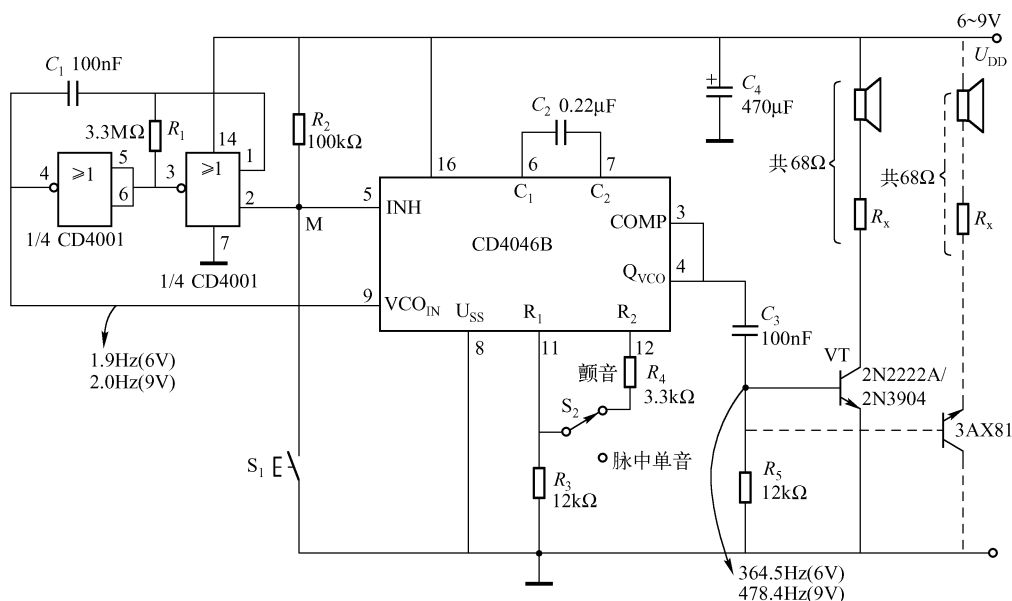 6~9V
U_DD
C₁ 100nF
R₁
3.3MΩ
14
1
4
≥1
5
6
3
≥1
2
7
1/4 CD4001
1/4 CD4001
R₂
100kΩ
M
C₂ 0.22μF
+
C₄
470μF
共68Ω
共68Ω
Rₓ
Rₓ
16
6
7
C₁
C₂
5
INH
COMP
3
CD4046B
Q_VCO
4
9
VCO_IN
U_SS
R₁
R₂
8
11
12
C₃
100nF
1.9Hz(6V)
2.0Hz(9V)
颤音
R₄
3.3kΩ
VT
2N2222A/
2N3904
S₂
3AX81
S₁
脉冲单音
R₃
12kΩ
R₅
12kΩ
364.5Hz(6V)
478.4Hz(9V)